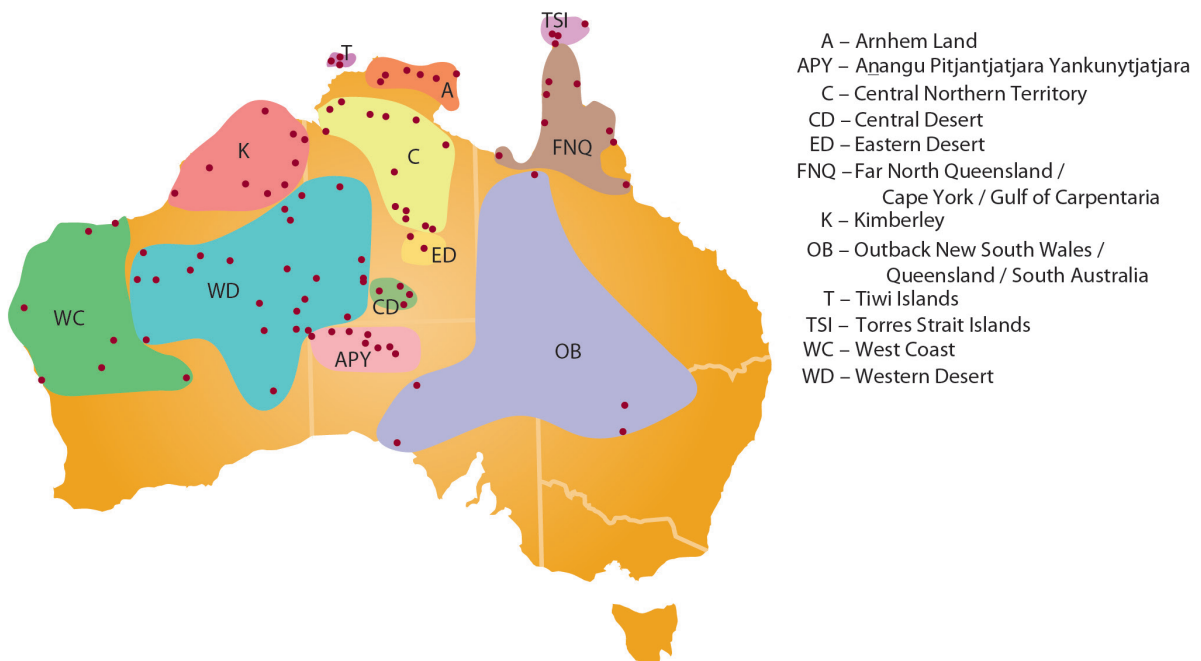 TSI
T
A
K
C
FNQ
ED
WD
CD
WC
APY
OB
A – Arnhem Land
APY – Aṉangu Pitjantjatjara Yankunytjatjara
C – Central Northern Territory
CD – Central Desert
ED – Eastern Desert
FNQ – Far North Queensland /
Cape York / Gulf of Carpentaria
K – Kimberley
OB – Outback New South Wales /
Queensland / South Australia
T – Tiwi Islands
TSI – Torres Strait Islands
WC – West Coast
WD – Western Desert